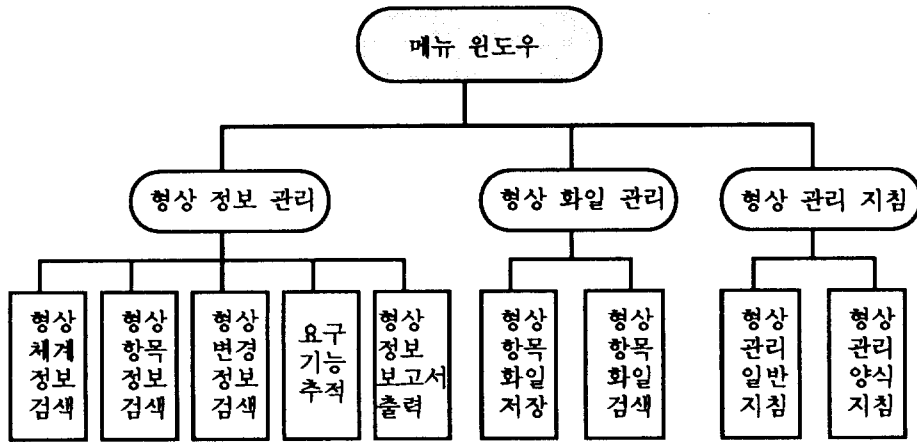 메뉴 윈도우
형상 정보 관리
형상 화일 관리
형상 관리 지침
형상
체계
정보
검색
형상
항목
정보
검색
형상
변경
정보
검색
요구
기능
추적
형상
정보
보고서
출력
형상
항목
화일
저장
형상
항목
화일
검색
형상
관리
일반
지침
형상
관리
양식
지침